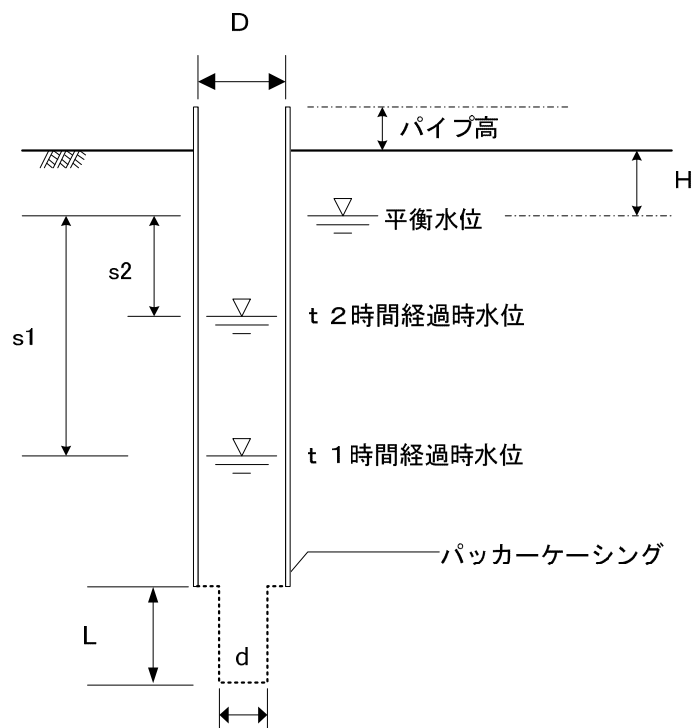 D
パイプ高
H
平衡水位
s2
t 2時間経過時水位
s1
t 1時間経過時水位
パッカーケーシング
L
d